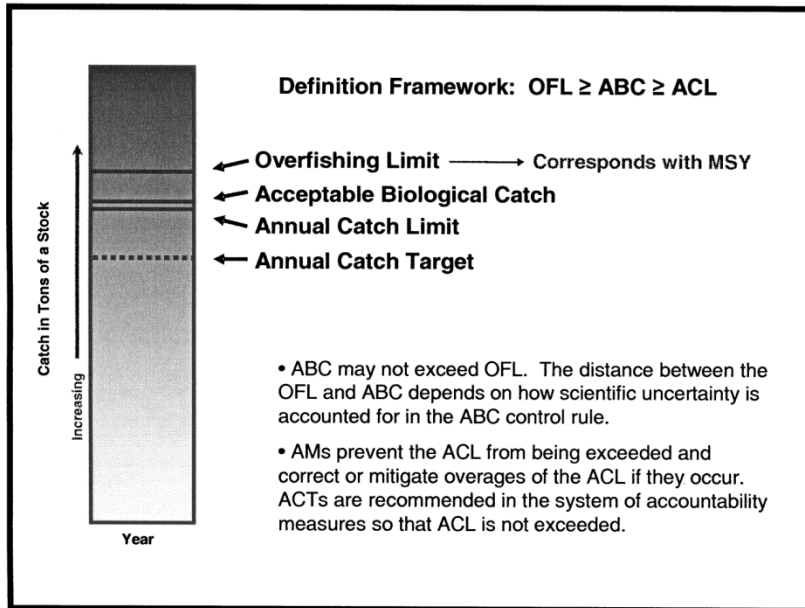 Definition Framework: OFL ≥ ABC ≥ ACL
Overfishing Limit → Corresponds with MSY
Acceptable Biological Catch
Annual Catch Limit
Annual Catch Target
Catch in Tons of a Stock
Increasing
Year
• ABC may not exceed OFL. The distance between the
OFL and ABC depends on how scientific uncertainty is
accounted for in the ABC control rule.
• AMs prevent the ACL from being exceeded and
correct or mitigate overages of the ACL if they occur.
ACTs are recommended in the system of accountability
measures so that ACL is not exceeded.